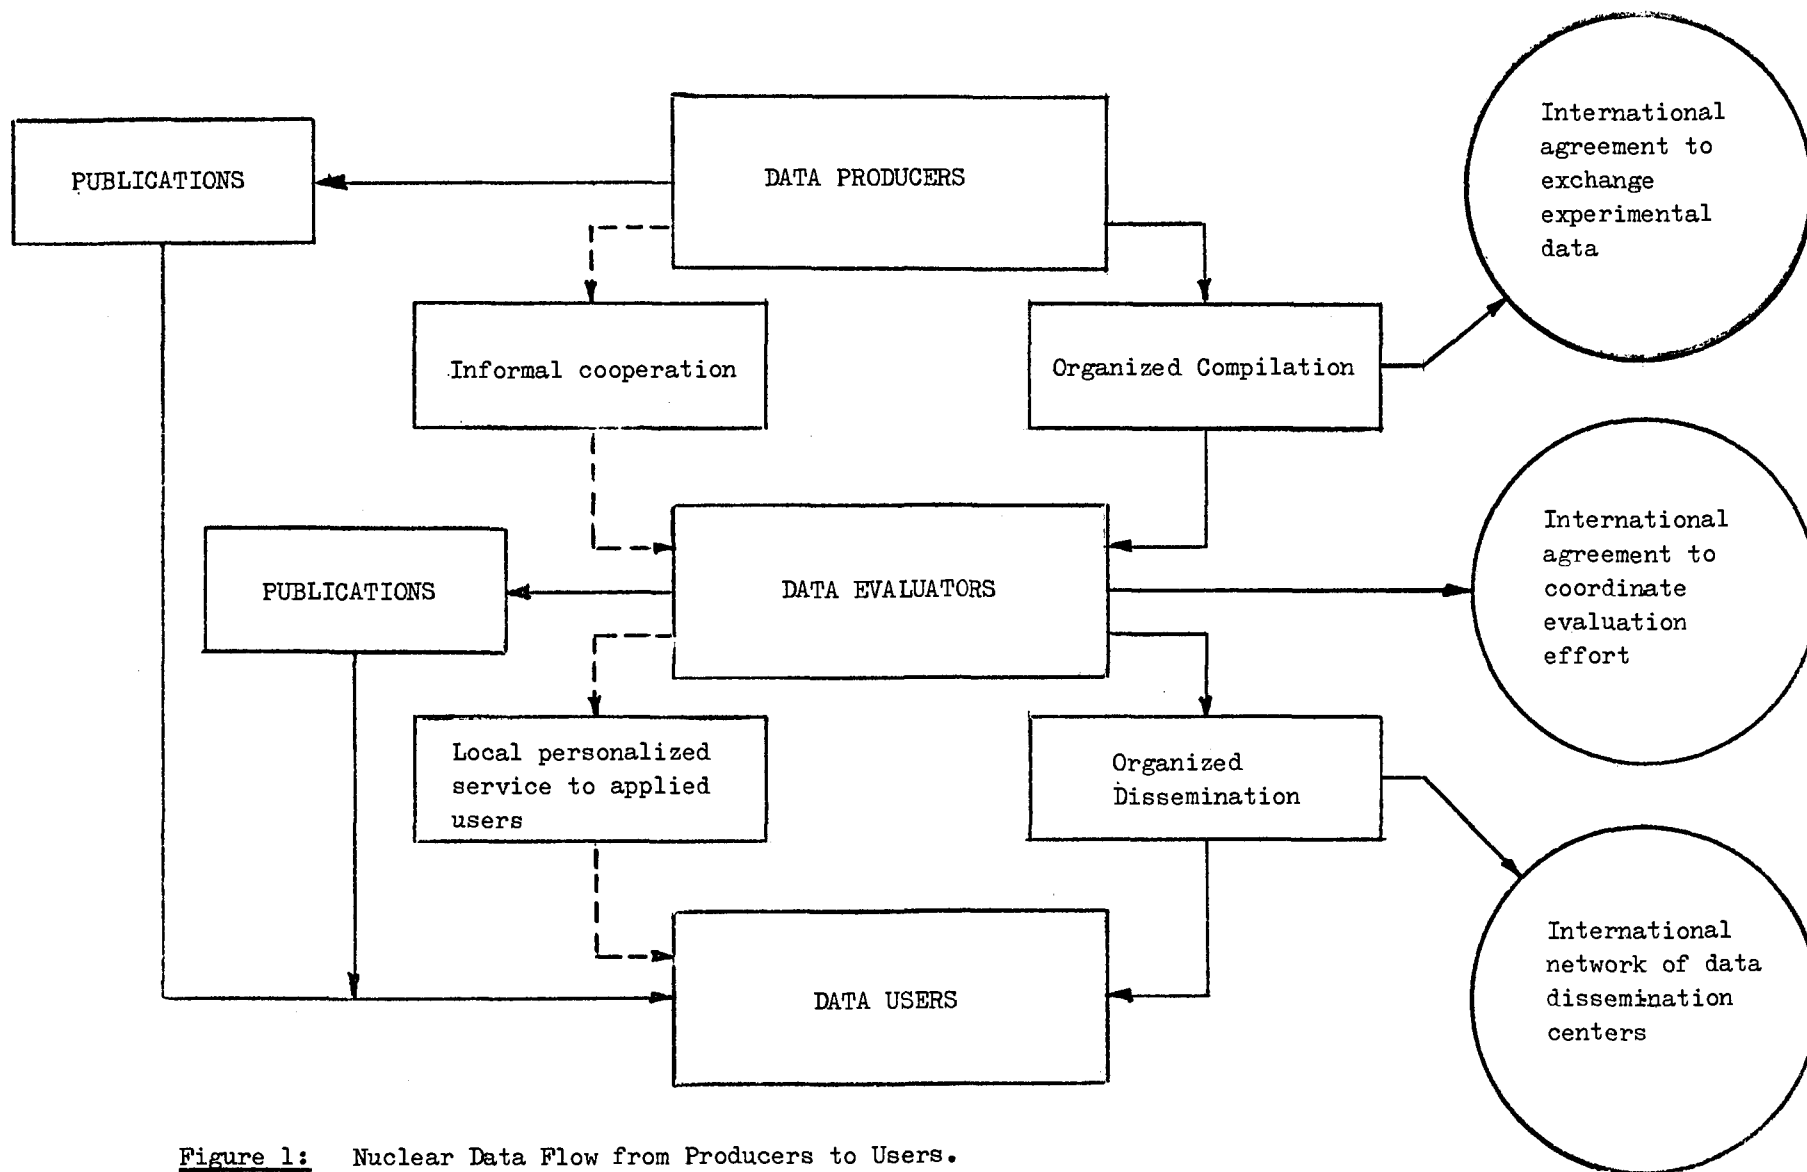 PUBLICATIONS
DATA PRODUCERS
International
agreement to
exchange
experimental
data
Informal cooperation
Organized Compilation
PUBLICATIONS
DATA EVALUATORS
International
agreement to
coordinate
evaluation
effort
Local personalized
service to applied
users
Organized
Dissemination
DATA USERS
International
network of data
dissemination
centers
Figure 1: Nuclear Data Flow from Producers to Users.